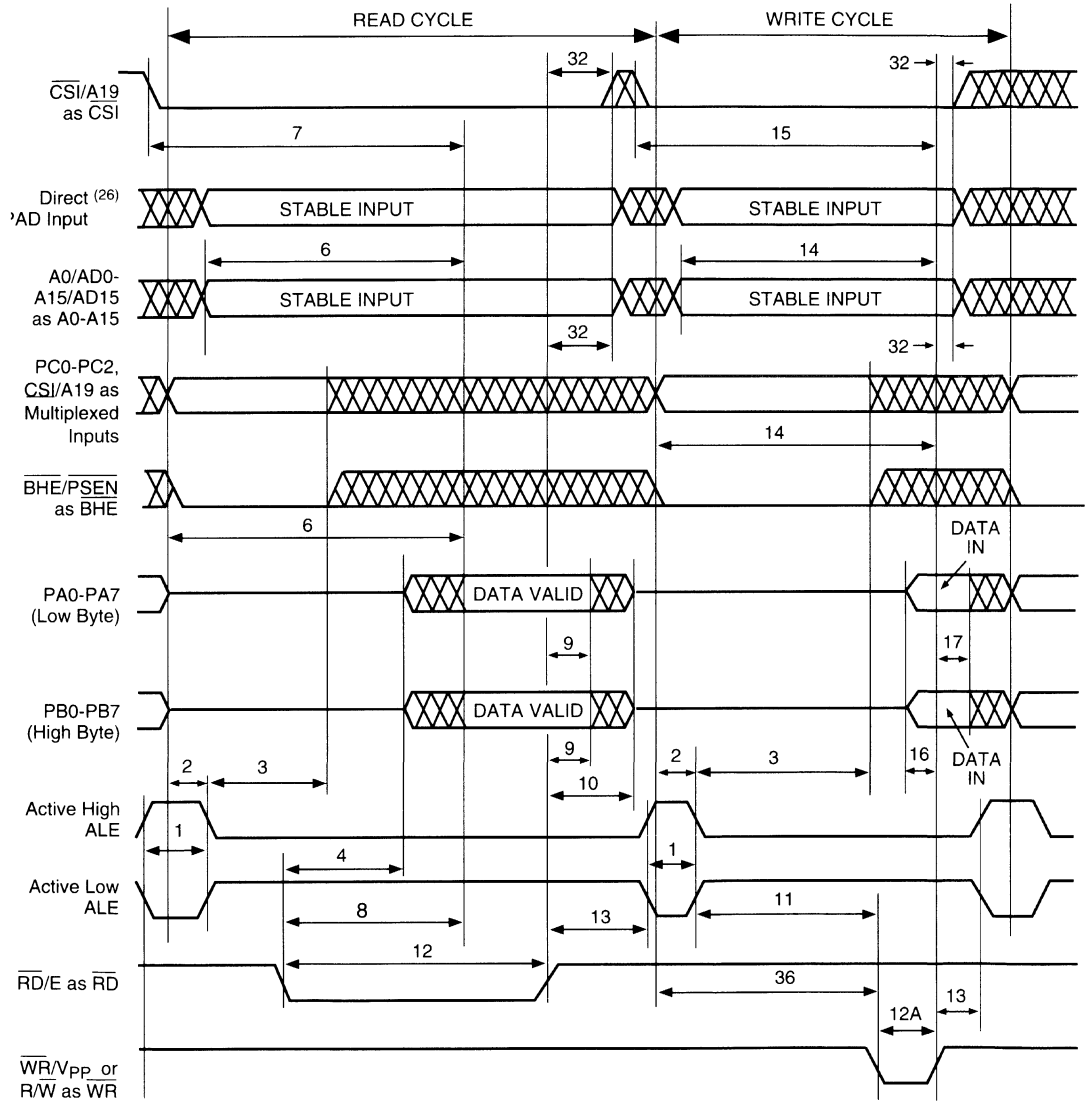 READ CYCLE
WRITE CYCLE
32
32
CSI/A19
as CSI
7
15
Direct (26)
PAD Input
STABLE INPUT
STABLE INPUT
6
14
A0/AD0-
A15/AD15
as A0-A15
STABLE INPUT
STABLE INPUT
32
32
PC0-PC2,
CSI/A19 as
Multiplexed
Inputs
14
BHE/PSEN
as BHE
6
DATA
IN
PA0-PA7
(Low Byte)
DATA VALID
9
17
PB0-PB7
(High Byte)
DATA VALID
9
DATA
IN
2
3
10
2
3
16
Active High
ALE
1
4
1
Active Low
ALE
8
13
11
12
RD/E as RD
36
12A
13
WR/VPP or
R/W as WR